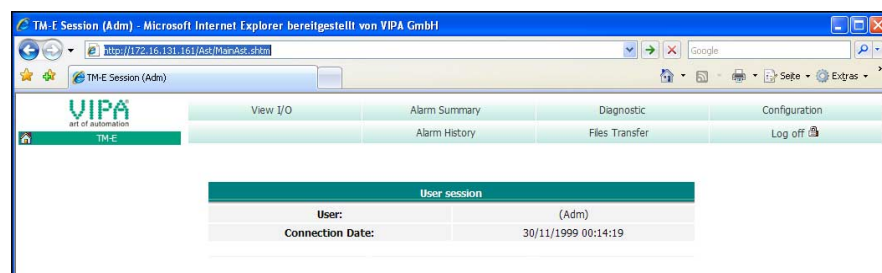 TM-E Session (Adm) - Microsoft Internet Explorer bereitgestellt von VIPA GmbH
http://172.16.131.161/Ast/MainAst.shtm
Google
TM-E Session (Adm)
Seite
Extras
VIPA
art of automation
TM-E
View I/O Alarm Summary Diagnostic Configuration
Alarm History Files Transfer Log off
User session
User: (Adm)
Connection Date: 30/11/1999 00:14:19